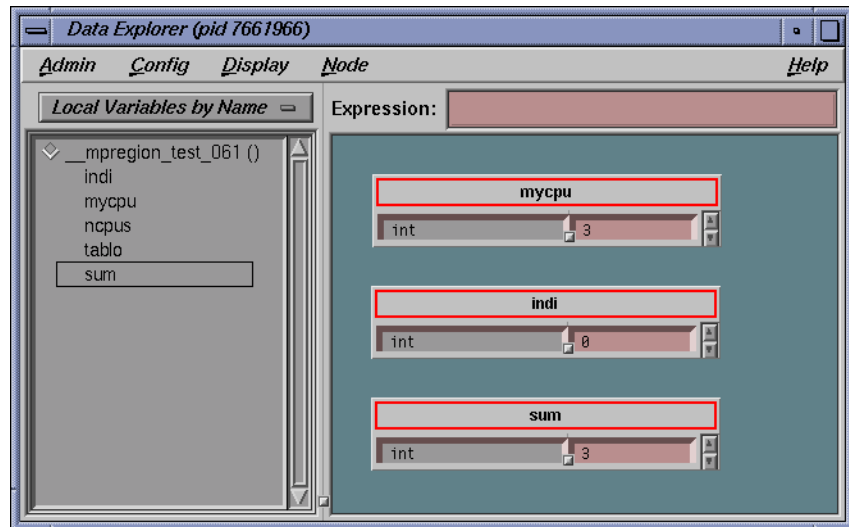 Data Explorer (pid 7661966)
Admin Config Display Node Help
Local Variables by Name
Expression:
__mpregion_test_061 ()
indi
mycpu
ncpus
tablo
sum
mycpu
int 3
indi
int 0
sum
int 3